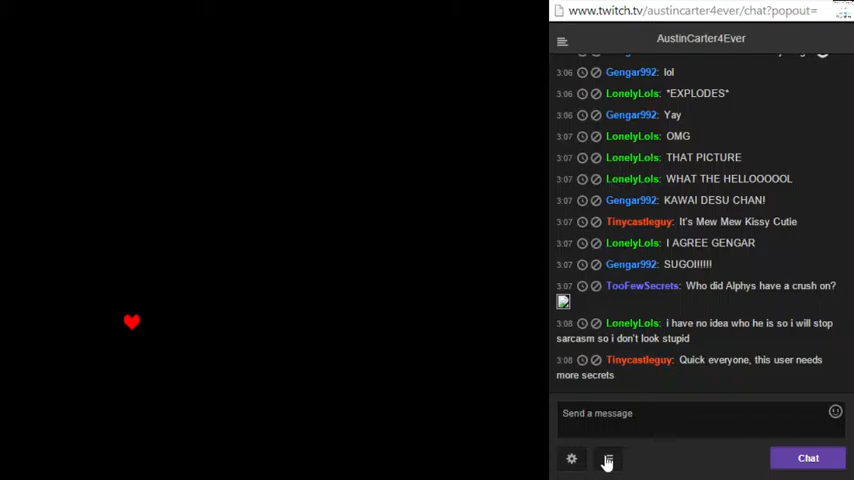 www.twitch.tv/austincarter4ever/chat?popout=
AustinCarter4Ever
3:06 Gengar992: lol
3:06 LonelyLols: *EXPLODES*
3:06 Gengar992: Yay
3:07 LonelyLols: OMG
3:07 LonelyLols: THAT PICTURE
3:07 LonelyLols: WHAT THE HELLOOOOOL
3:07 Gengar992: KAWAI DESU CHAN!
3:07 Tinycastleguy: It's Mew Mew Kissy Cutie
3:07 LonelyLols: I AGREE GENGAR
3:07 Gengar992: SUGOI!!!!!
3:07 TooFewSecrets: Who did Alphys have a crush on?
3:08 LonelyLols: i have no idea who he is so i will stop
sarcasm so i don't look stupid
3:08 Tinycastleguy: Quick everyone, this user needs
more secrets
Send a message
Chat